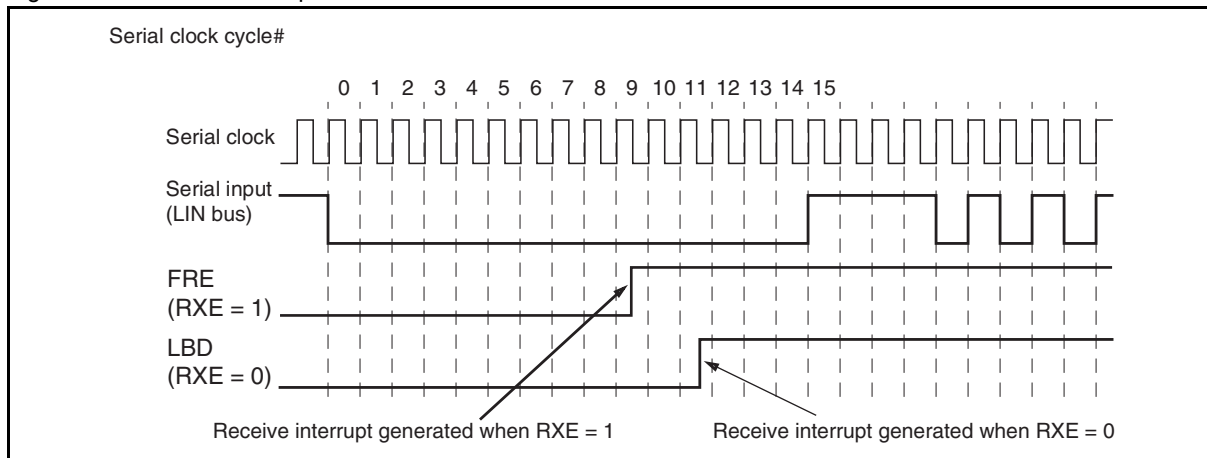 Serial clock cycle#
0 1 2 3 4 5 6 7 8 9 10 11 12 13 14 15
Serial clock
Serial input
(LIN bus)
FRE
(RXE = 1)
LBD
(RXE = 0)
Receive interrupt generated when RXE = 1 Receive interrupt generated when RXE = 0